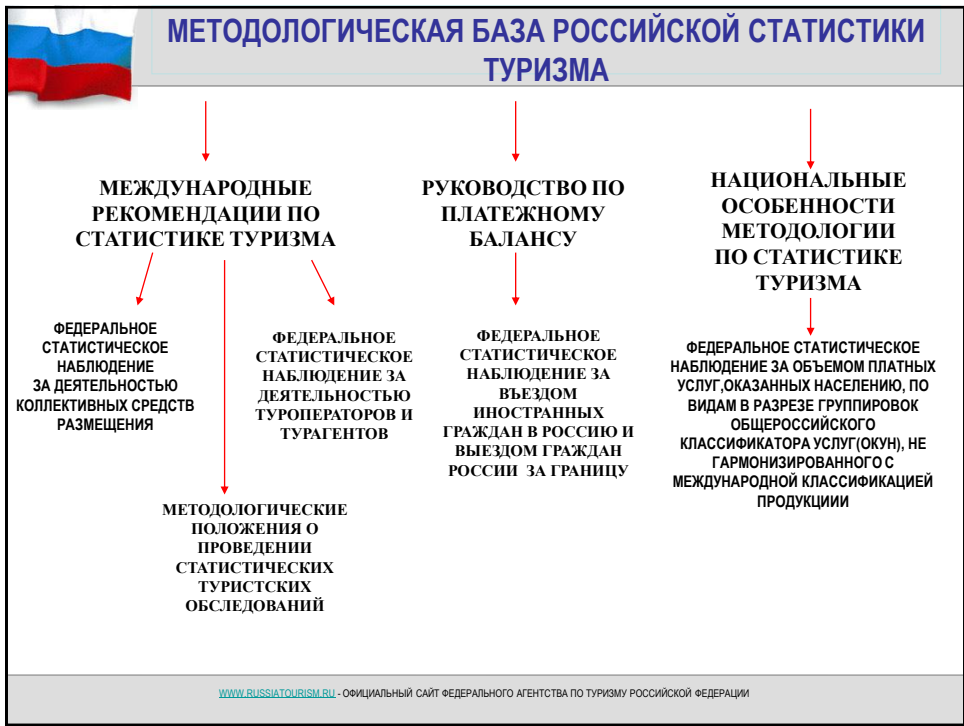 МЕТОДОЛОГИЧЕСКАЯ БАЗА РОССИЙСКОЙ СТАТИСТИКИ
ТУРИЗМА
МЕЖДУНАРОДНЫЕ
РЕКОМЕНДАЦИИ ПО
СТАТИСТИКЕ ТУРИЗМА
РУКОВОДСТВО ПО
ПЛАТЕЖНОМУ
БАЛАНСУ
НАЦИОНАЛЬНЫЕ
ОСОБЕННОСТИ
МЕТОДОЛОГИИ
ПО СТАТИСТИКЕ
ТУРИЗМА
ФЕДЕРАЛЬНОЕ
СТАТИСТИЧЕСКОЕ
НАБЛЮДЕНИЕ
ЗА ДЕЯТЕЛЬНОСТЬЮ
КОЛЛЕКТИВНЫХ СРЕДСТВ
РАЗМЕЩЕНИЯ
ФЕДЕРАЛЬНОЕ
СТАТИСТИЧЕСКОЕ
НАБЛЮДЕНИЕ ЗА
ДЕЯТЕЛЬНОСТЬЮ
ТУРОПЕРАТОРОВ И
ТУРАГЕНТОВ
ФЕДЕРАЛЬНОЕ
СТАТИСТИЧЕСКОЕ
НАБЛЮДЕНИЕ ЗА
ВЪЕЗДОМ
ИНОСТРАННЫХ
ГРАЖДАН В РОССИЮ И
ВЫЕЗДОМ ГРАЖДАН
РОССИИ ЗА ГРАНИЦУ
ФЕДЕРАЛЬНОЕ СТАТИСТИЧЕСКОЕ
НАБЛЮДЕНИЕ ЗА ОБЪЕМОМ ПЛАТНЫХ
УСЛУГ,ОКАЗАННЫХ НАСЕЛЕНИЮ, ПО
ВИДАМ В РАЗРЕЗЕ ГРУППИРОВОК
ОБЩЕРОССИЙСКОГО
КЛАССИФИКАТОРА УСЛУГ(ОКУН), НЕ
ГАРМОНИЗИРОВАННОГО С
МЕЖДУНАРОДНОЙ КЛАССИФИКАЦИЕЙ
ПРОДУКЦИИИ
МЕТОДОЛОГИЧЕСКИЕ
ПОЛОЖЕНИЯ О
ПРОВЕДЕНИИ
СТАТИСТИЧЕСКИХ
ТУРИСТСКИХ
ОБСЛЕДОВАНИЙ
WWW.RUSSIATOURISM.RU - ОФИЦИАЛЬНЫЙ САЙТ ФЕДЕРАЛЬНОГО АГЕНТСТВА ПО ТУРИЗМУ РОССИЙСКОЙ ФЕДЕРАЦИИ